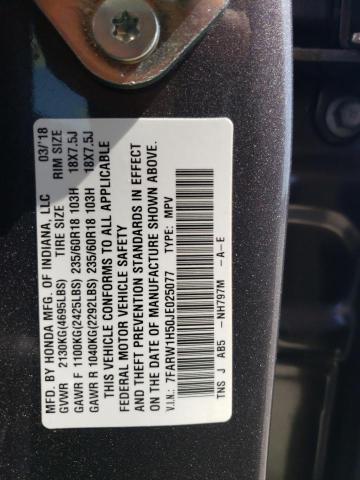 MFD. BY HONDA MFG. OF INDIANA, LLC 03/'18
GVWR 2130KG(4695LBS) TIRE SIZE RIM SIZE
GAWR F 1100KG(2425LBS) 235/60R18 103H 18X7.5J
GAWR R 1040KG(2292LBS) 235/60R18 103H 18X7.5J
THIS VEHICLE CONFORMS TO ALL APPLICABLE
FEDERAL MOTOR VEHICLE SAFETY
AND THEFT PREVENTION STANDARDS IN EFFECT
ON THE DATE OF MANUFACTURE SHOWN ABOVE.
V.I.N.: 7FARW1H50JE025077 TYPE: MPV
TNS J AB5 -NH797M -A-E